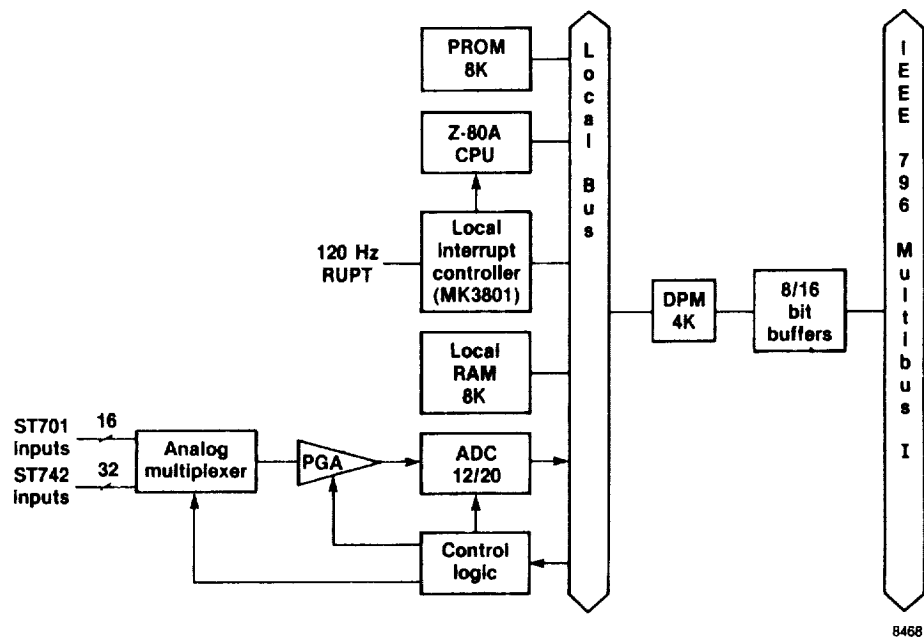 PROM
8K
Z-80A
CPU
Local
interrupt
controller
(MK3801)
120 Hz
RUPT
Local
RAM
8K
ST701
inputs
16
ST742
inputs
32
Analog
multiplexer
PGA
ADC
12/20
Control
logic
Local Bus
DPM
4K
8/16
bit
buffers
IEEE 796 Multibus I
8468